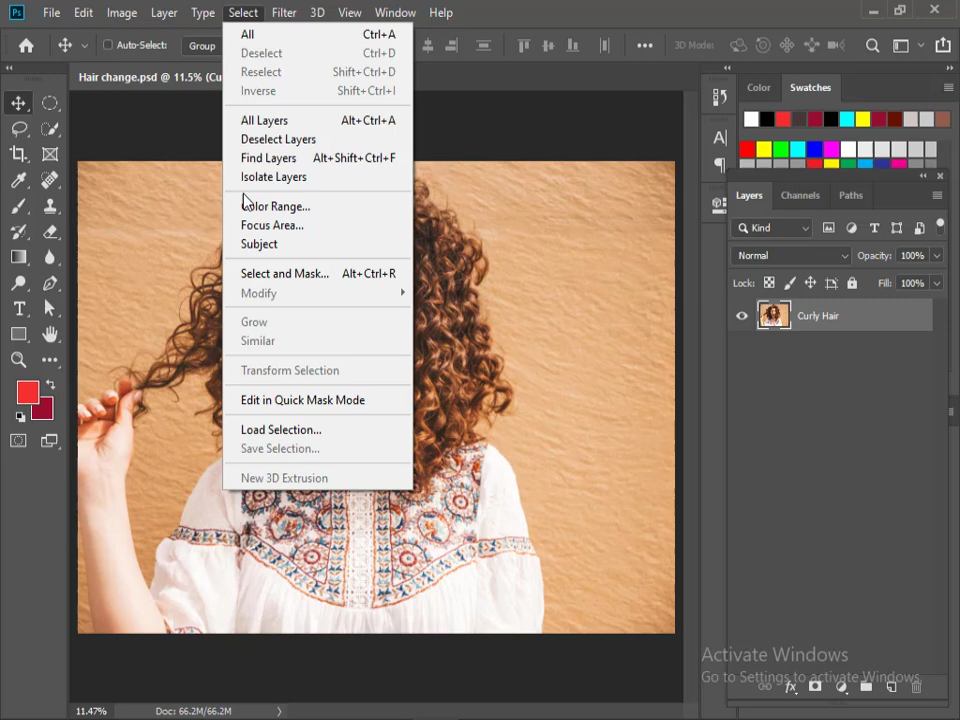 Ps File Edit Image Layer Type Select Filter 3D View Window Help
Auto-Select: Group 3D Mode:
Hair change.psd @ 11.5% (Cu
All Ctrl+A
Deselect Ctrl+D
Reselect Shift+Ctrl+D
Inverse Shift+Ctrl+I
All Layers Alt+Ctrl+A
Deselect Layers
Find Layers Alt+Shift+Ctrl+F
Isolate Layers
Color Range...
Focus Area...
Subject
Select and Mask... Alt+Ctrl+R
Modify
Grow
Similar
Transform Selection
Edit in Quick Mask Mode
Load Selection...
Save Selection...
New 3D Extrusion
Color Swatches
Layers Channels Paths
Kind
Normal Opacity: 100%
Lock: Fill: 100%
Curly Hair
Activate Windows
Go to Settings to activate Windows.
11.47% Doc: 66.2M/66.2M